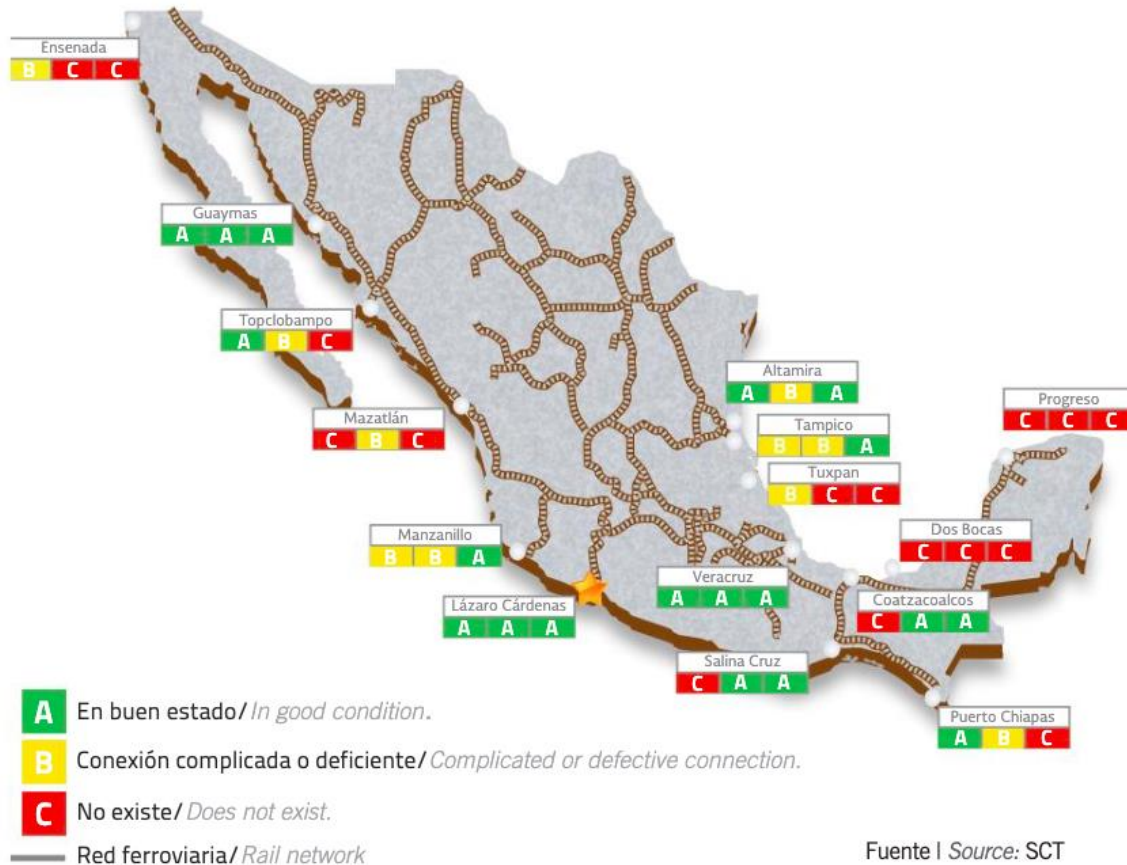 Ensenada
B C C
Guaymas
A A A
Topclobampo
A B C
Mazatlán
C B C
Altamira
A B A
Progreso
C C C
Tampico
B B A
Tuxpan
B C C
Manzanillo
B B A
Dos Bocas
C C C
Veracruz
A A A
Lázaro Cárdenas
A A A
Coatzacoalcos
C A A
Salina Cruz
C A A
Puerto Chiapas
A B C
A En buen estado/In good condition.
B Conexión complicada o deficiente/Complicated or defective connection.
C No existe/Does not exist.
Red ferroviaria/Rail network
Fuente | Source: SCT